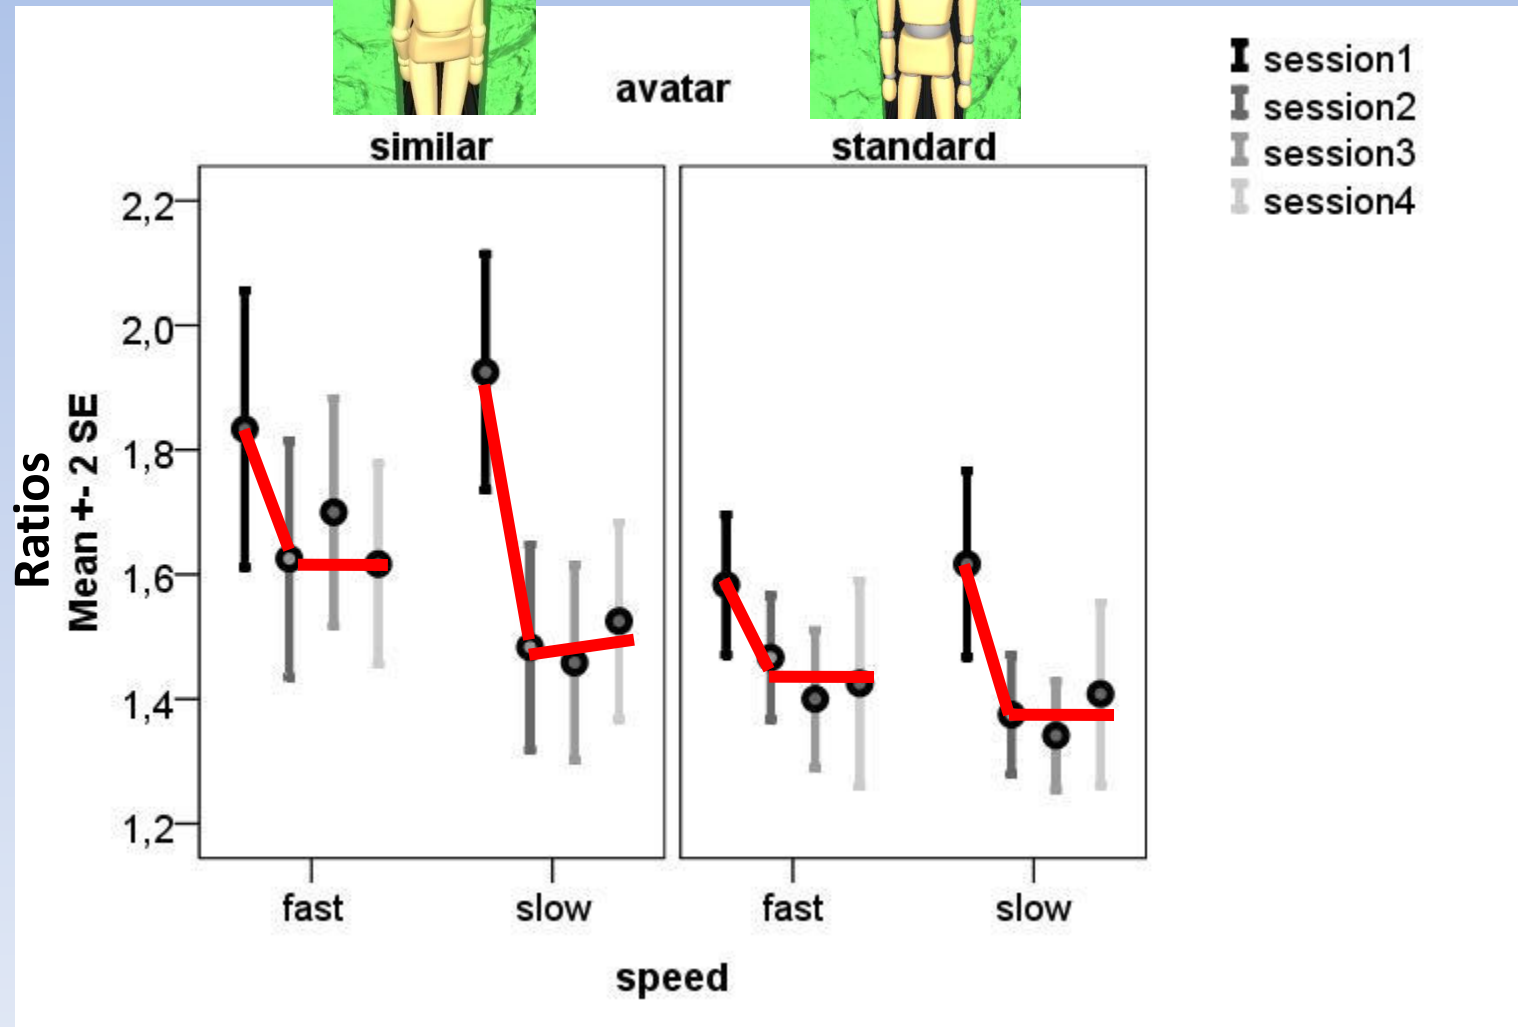 avatar
similar
standard
session1
session2
session3
session4
Ratios
Mean +- 2 SE
2,2
2,0
1,8
1,6
1,4
1,2
fast
slow
fast
slow
speed